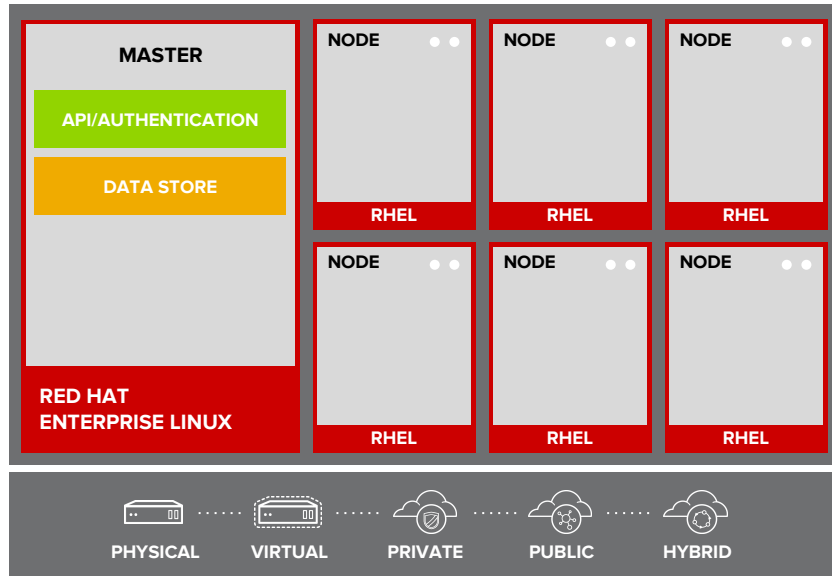 MASTER
API/AUTHENTICATION
DATA STORE
RED HAT
ENTERPRISE LINUX
NODE
NODE
NODE
RHEL
RHEL
RHEL
NODE
NODE
NODE
RHEL
RHEL
RHEL
PHYSICAL
VIRTUAL
PRIVATE
PUBLIC
HYBRID